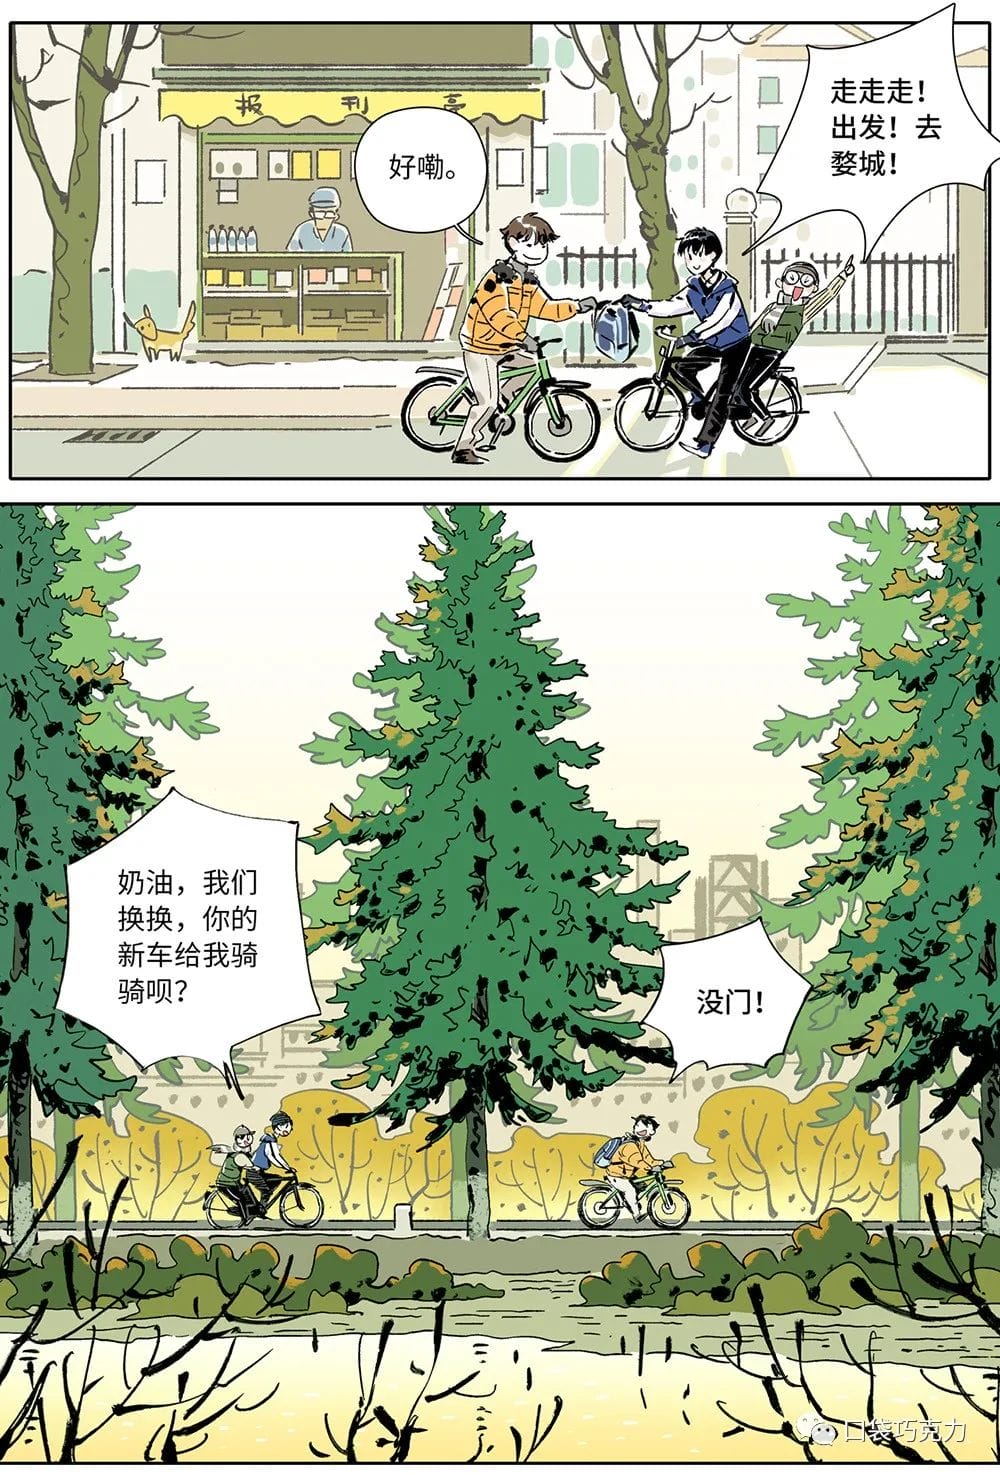 报刊亭
好嘞。
走走走！
出发！去
婺城！
奶油，我们
换换，你的
新车给我骑
骑呗？
没门！
口袋巧克力